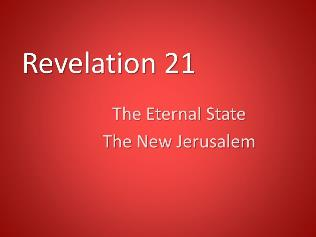 Revelation 21
The Eternal State
The New Jerusalem